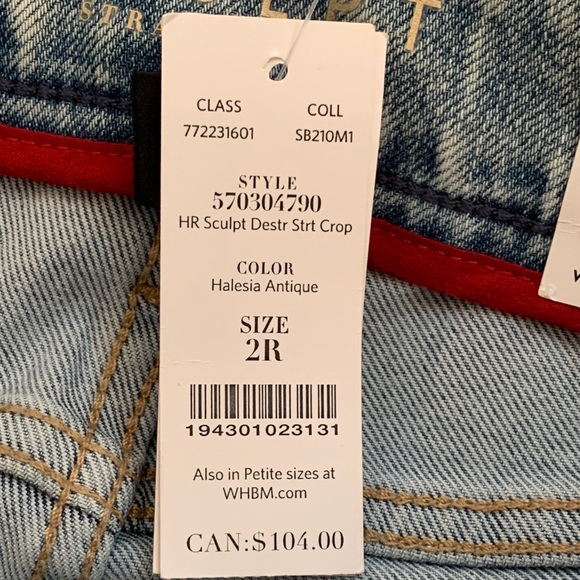 CLASS COLL
772231601 SB210M1
STYLE
570304790
HR Sculpt Destr Strt Crop
COLOR
Halesia Antique
SIZE
2R
194301023131
Also in Petite sizes at
WHBM.com
CAN:$104.00